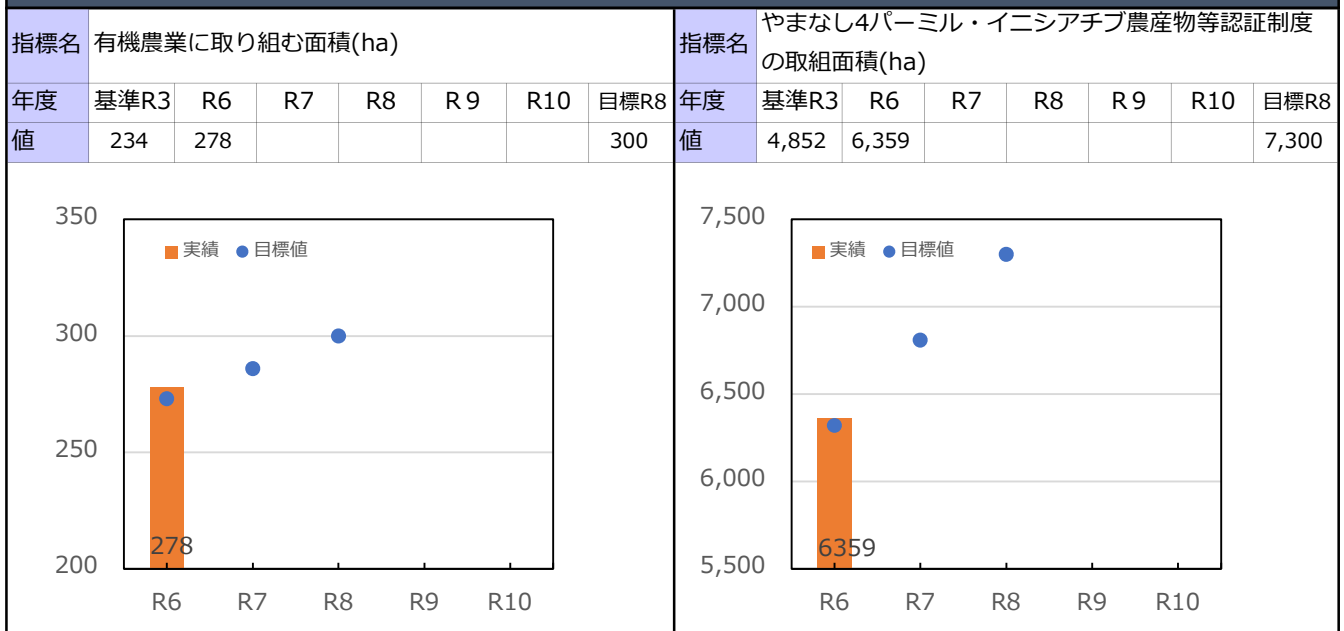 指標名 有機農業に取り組む面積(ha)
年度 基準R3 R6 R7 R8 R９ R10 目標R8
値 234 278 300
350
300
250
200
実績 目標値
278
R6 R7 R8 R9 R10
指標名 やまなし4パーミル・イニシアチブ農産物等認証制度
の取組面積(ha)
年度 基準R3 R6 R7 R8 R９ R10 目標R8
値 4,852 6,359 7,300
7,500
7,000
6,500
6,000
5,500
実績 目標値
6359
R6 R7 R8 R9 R10